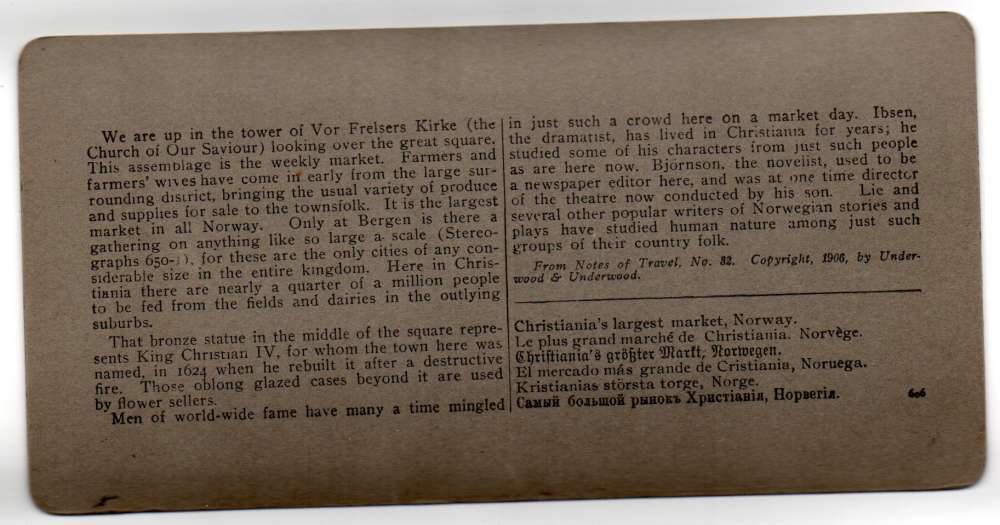 We are up in the tower of Vor Frelsers Kirke (the
Church of Our Saviour) looking over the great square.
This assemblage is the weekly market. Farmers and
farmers' wives have come in early from the large sur-
rounding district, bringing the usual variety of produce
and supplies for sale to the townsfolk. It is the largest
market in all Norway. Only at Bergen is there a
gathering on anything like so large a scale (Stereo-
graphs 650- ), for these are the only cities of any con-
siderable size in the entire kingdom. Here in Chris-
tiania there are nearly a quarter of a million people
to be fed from the fields and dairies in the outlying
suburbs.
That bronze statue in the middle of the square repre-
sents King Christian IV, for whom the town here was
named, in 1624 when he rebuilt it after a destructive
fire. Those oblong glazed cases beyond it are used
by flower sellers.
Men of world-wide fame have many a time mingled
in just such a crowd here on a market day. Ibsen,
the dramatist, has lived in Christiania for years; he
studied some of his characters from just such people
as are here now. Björnson, the novelist, used to be
a newspaper editor here, and was at one time director
of the theatre now conducted by his son. Lie and
several other popular writers of Norwegian stories and
plays have studied human nature among just such
groups of their country folk.
From Notes of Travel, No. 32. Copyright, 1906, by Under-
wood & Underwood.
Christiania's largest market, Norway.
Le plus grand marché de Christiania. Norvège.
Christiania's größter Markt, Norwegen.
El mercado más grande de Cristiania, Noruega.
Kristianias största torge, Norge.
Самый большой рынокъ Христіанія, Норвегія.
606